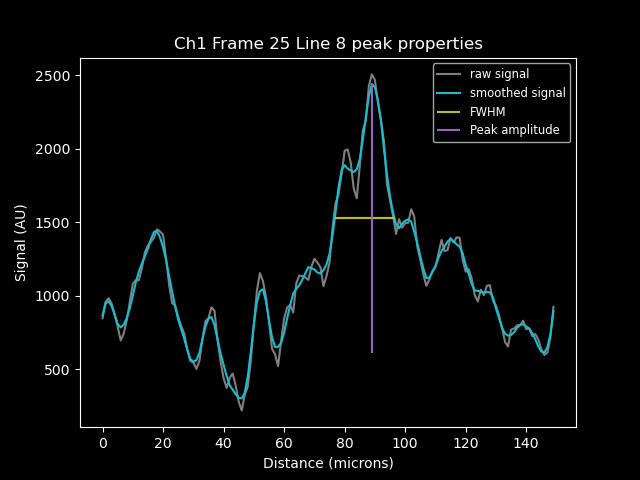 Ch1 Frame 25 Line 8 peak properties
raw signal
smoothed signal
FWHM
Peak amplitude
2500
2000
1500
1000
500
Signal (AU)
0 20 40 60 80 100 120 140
Distance (microns)